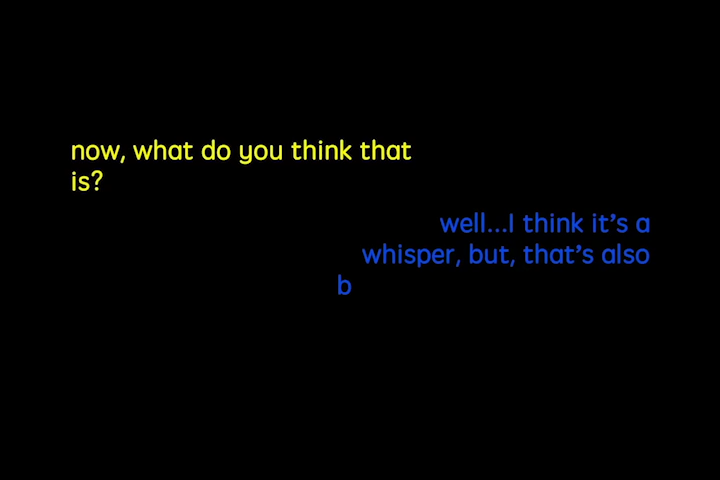 now, what do you think that
is?
well...I think it's a
whisper, but, that's also
b